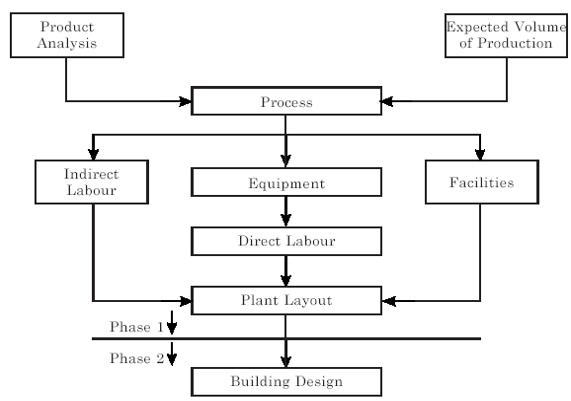 Product
Analysis
Expected Volume
of Production
Process
Indirect
Labour
Equipment
Facilities
Direct Labour
Plant Layout
Phase 1
Phase 2
Building Design